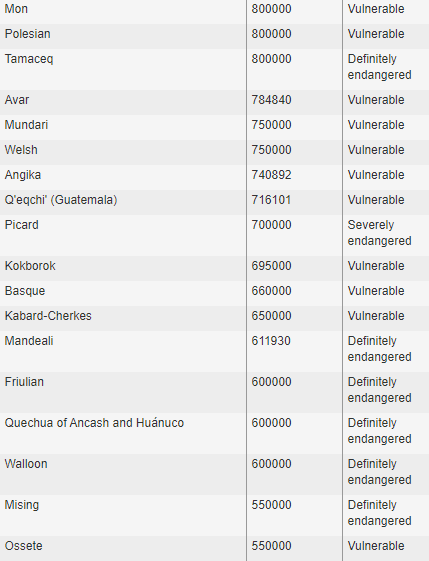 Mon 800000 Vulnerable
Polesian 800000 Vulnerable
Tamaceq 800000 Definitely
endangered
Avar 784840 Vulnerable
Mundari 750000 Vulnerable
Welsh 750000 Vulnerable
Angika 740892 Vulnerable
Q'eqchi' (Guatemala) 716101 Vulnerable
Picard 700000 Severely
endangered
Kokborok 695000 Vulnerable
Basque 660000 Vulnerable
Kabard-Cherkes 650000 Vulnerable
Mandeali 611930 Definitely
endangered
Friulian 600000 Definitely
endangered
Quechua of Ancash and Huánuco 600000 Definitely
endangered
Walloon 600000 Definitely
endangered
Mising 550000 Definitely
endangered
Ossete 550000 Vulnerable